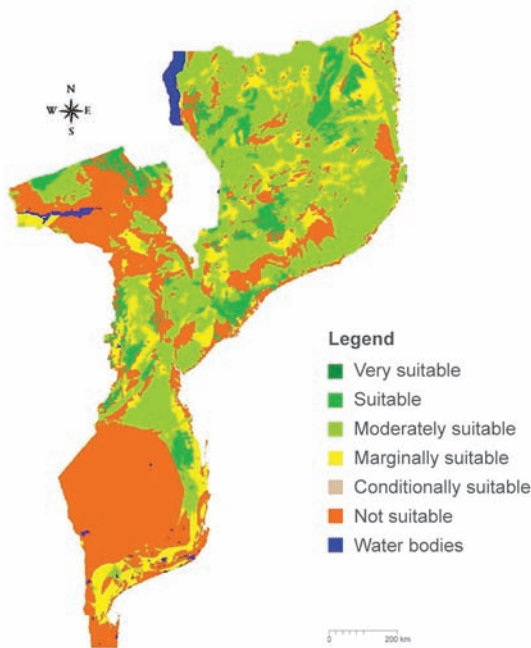 N
W E
S
Legend
Very suitable
Suitable
Moderately suitable
Marginally suitable
Conditionally suitable
Not suitable
Water bodies
0 200 km